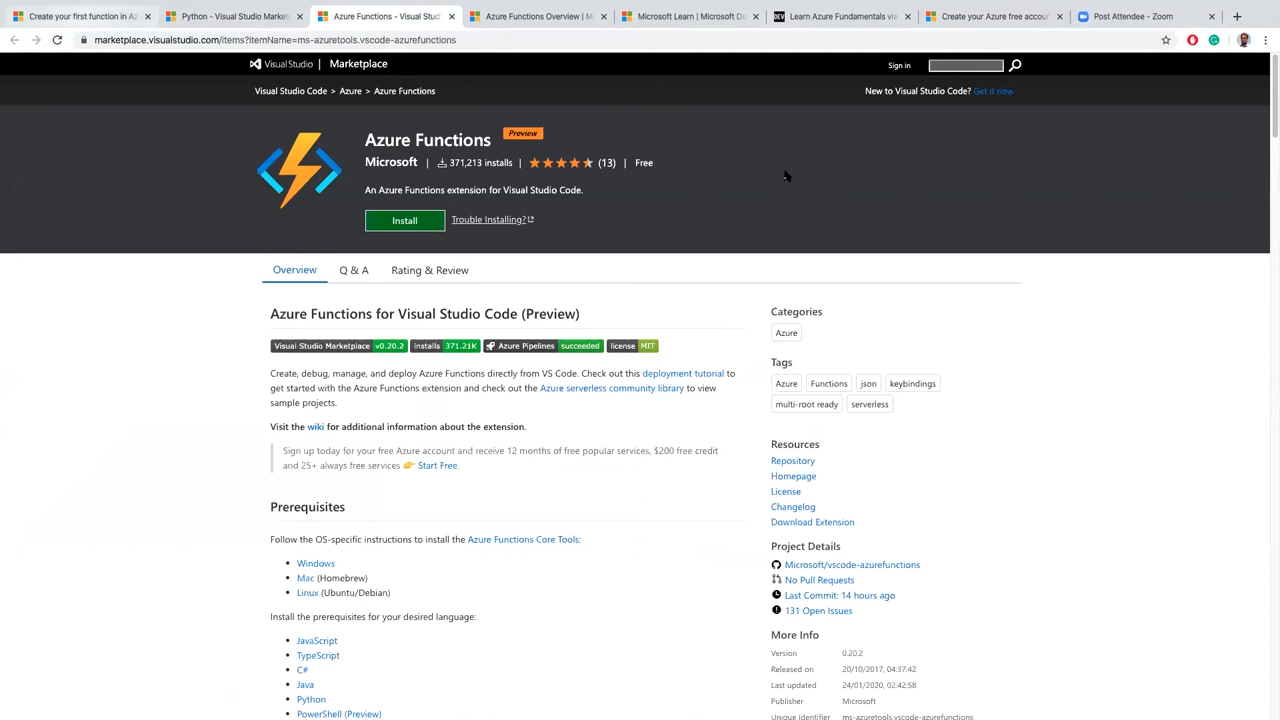 Create your first function in Az
Python - Visual Studio Market
Azure Functions - Visual Stud
Azure Functions Overview | M
Microsoft Learn | Microsoft Do
DEV
Learn Azure Fundamentals via
Create your Azure free accou
Post Attendee - Zoom
marketplace.visualstudio.com/items?itemName=ms-azuretools.vscode-azurefunctions
Visual Studio | Marketplace
Sign in
Visual Studio Code > Azure > Azure Functions
New to Visual Studio Code? Get it now.
Azure Functions Preview
Microsoft | 371,213 installs | (13) | Free
An Azure Functions extension for Visual Studio Code.
Install Trouble Installing?
Overview Q & A Rating & Review
Azure Functions for Visual Studio Code (Preview)
Visual Studio Marketplace v0.20.2 installs 371.21K Azure Pipelines succeeded license MIT
Create, debug, manage, and deploy Azure Functions directly from VS Code. Check out this deployment tutorial to
get started with the Azure Functions extension and check out the Azure serverless community library to view
sample projects.
Visit the wiki for additional information about the extension.
Sign up today for your free Azure account and receive 12 months of free popular services, $200 free credit
and 25+ always free services 👉 Start Free.
Prerequisites
Follow the OS-specific instructions to install the Azure Functions Core Tools:
• Windows
• Mac (Homebrew)
• Linux (Ubuntu/Debian)
Install the prerequisites for your desired language:
• JavaScript
• TypeScript
• C#
• Java
• Python
• PowerShell (Preview)
Categories
Azure
Tags
Azure Functions json keybindings
multi-root ready serverless
Resources
Repository
Homepage
License
Changelog
Download Extension
Project Details
Microsoft/vscode-azurefunctions
No Pull Requests
Last Commit: 14 hours ago
131 Open Issues
More Info
Version 0.20.2
Released on 20/10/2017, 04:37:42
Last updated 24/01/2020, 02:42:58
Publisher Microsoft
Unique Identifier ms-azuretools.vscode-azurefunctions